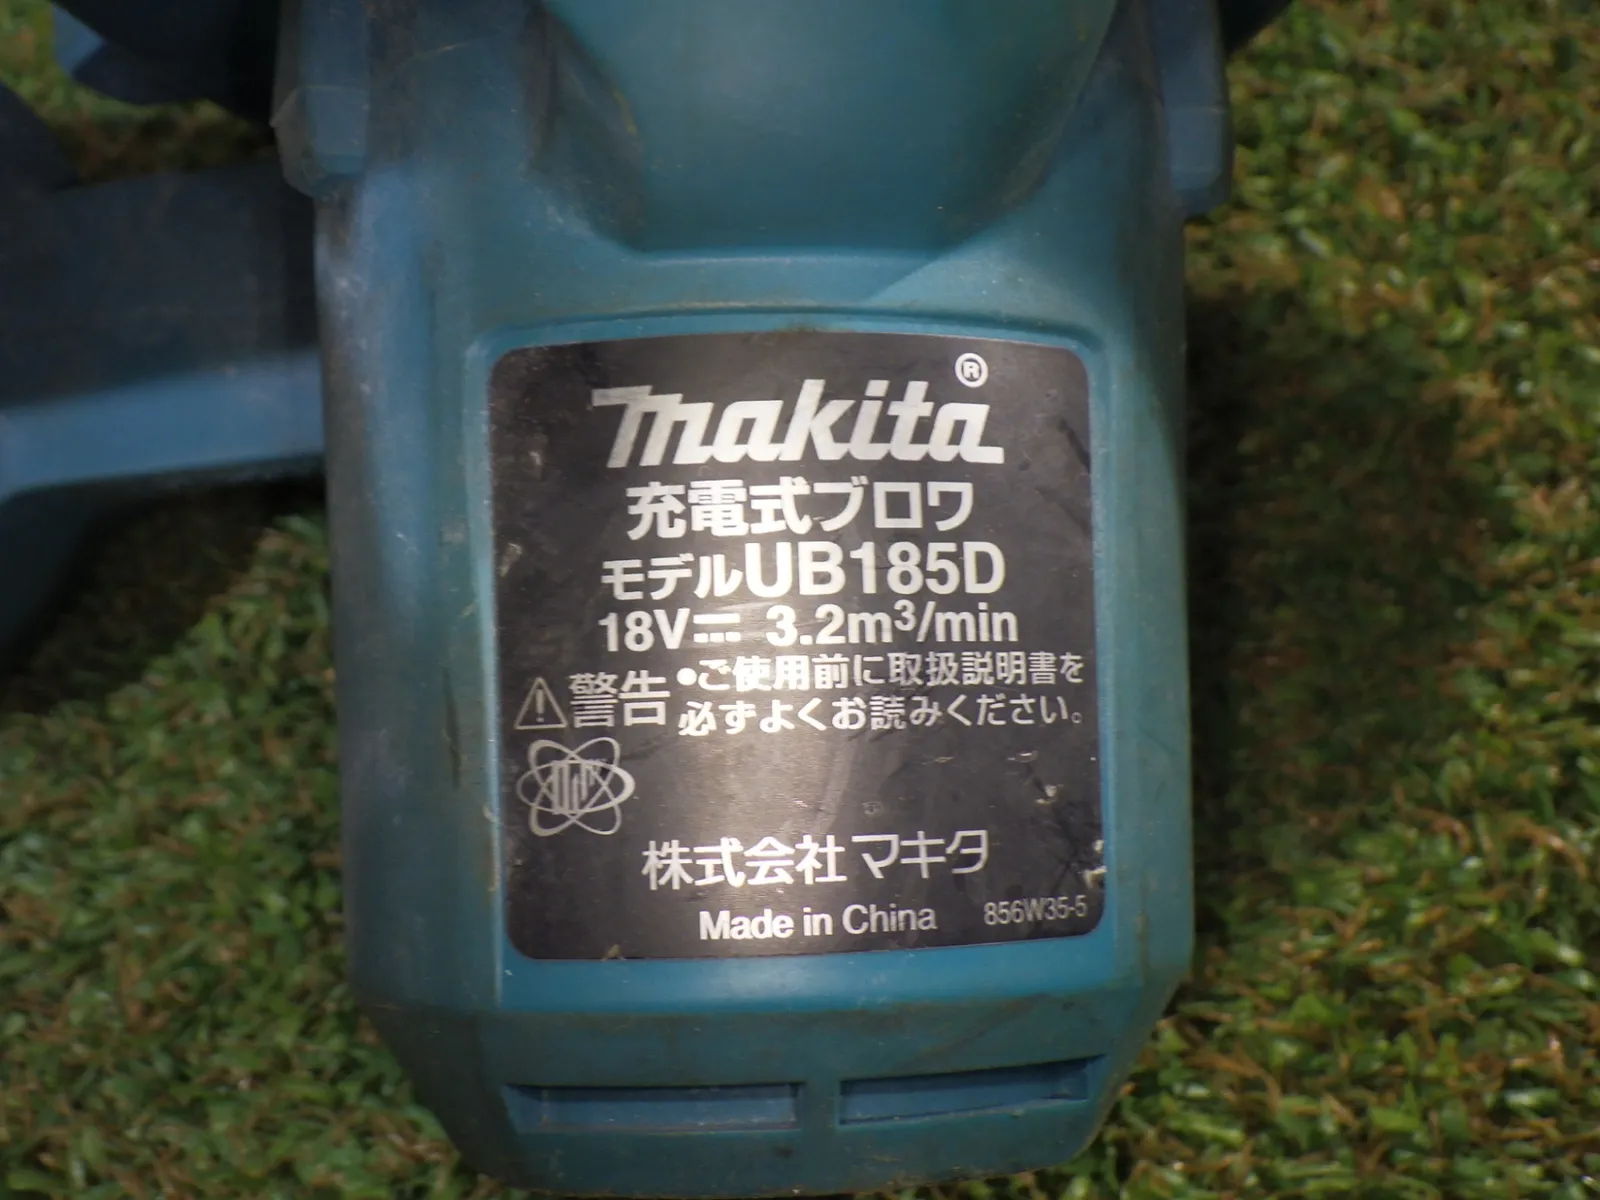 makita®
充電式ブロワ
モデルUB185D
18V⎓ 3.2m³/min
⚠警告 •ご使用前に取扱説明書を
必ずよくお読みください。
株式会社マキタ
Made in China 856W35-5